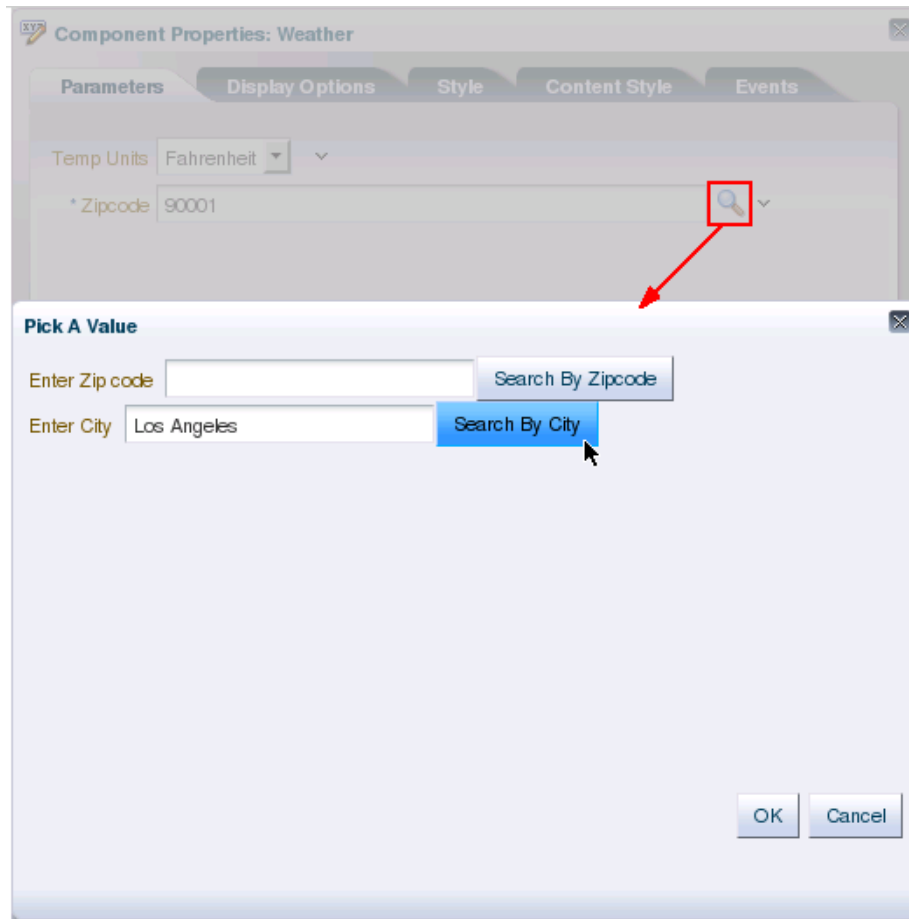 Component Properties: Weather
Parameters Display Options Style Content Style Events
Temp Units Fahrenheit
* Zipcode 90001
Pick A Value
Enter Zip code Search By Zipcode
Enter City Los Angeles Search By City
OK Cancel